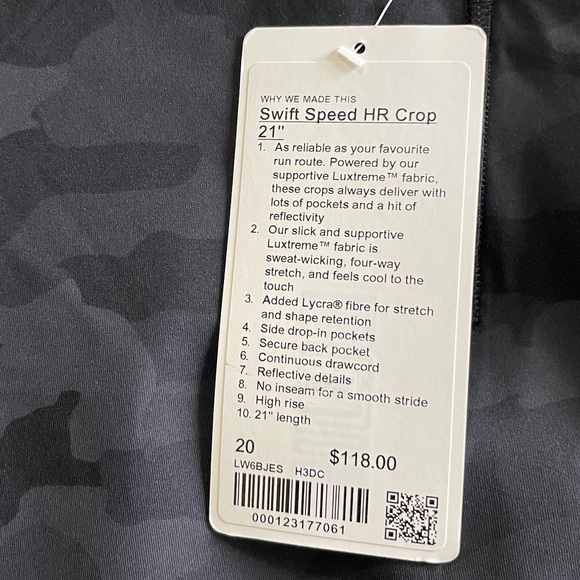 WHY WE MADE THIS
Swift Speed HR Crop
21"
1. As reliable as your favourite
run route. Powered by our
supportive Luxtreme™ fabric,
these crops always deliver with
lots of pockets and a hit of
reflectivity
2. Our slick and supportive
Luxtreme™ fabric is
sweat-wicking, four-way
stretch, and feels cool to the
touch
3. Added Lycra® fibre for stretch
and shape retention
4. Side drop-in pockets
5. Secure back pocket
6. Continuous drawcord
7. Reflective details
8. No inseam for a smooth stride
9. High rise
10. 21" length
20 $118.00
LW6BJES H3DC
000123177061